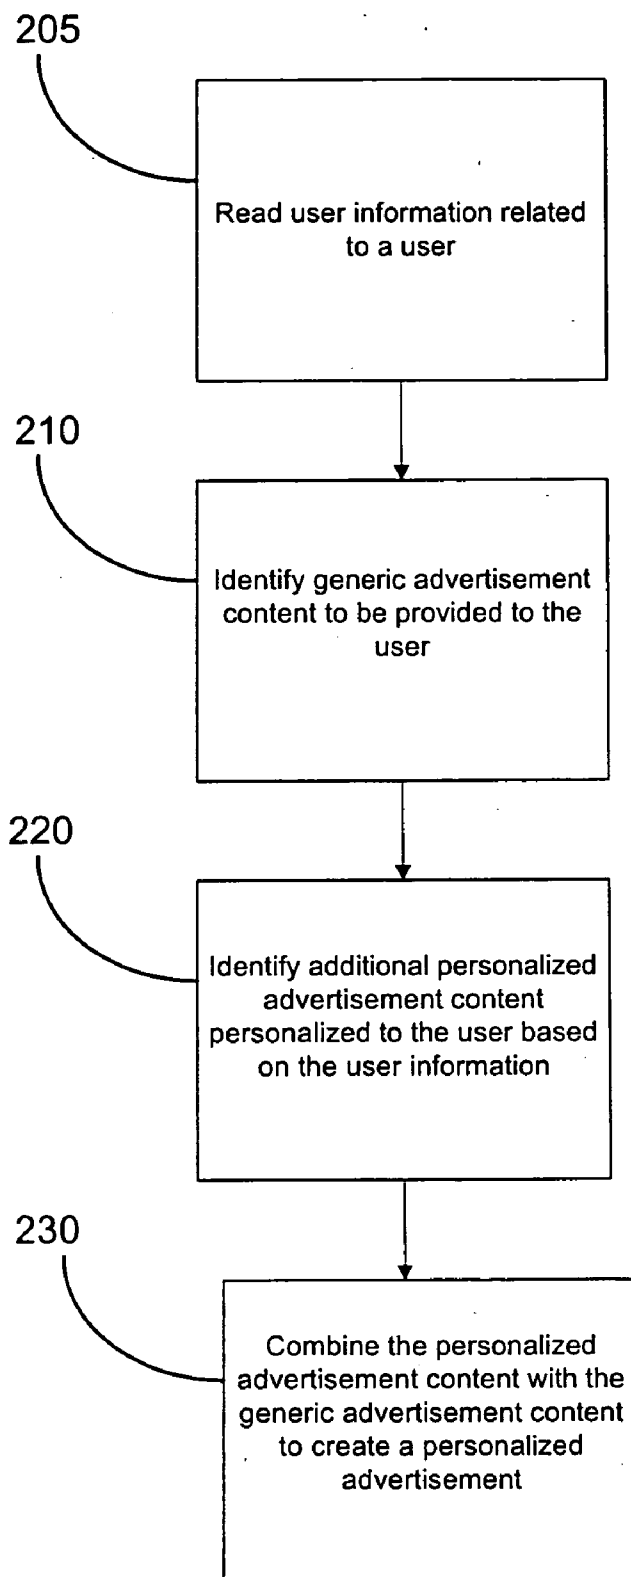 205
Read user information related
to a user
210
Identify generic advertisement
content to be provided to the
user
220
Identify additional personalized
advertisement content
personalized to the user based
on the user information
230
Combine the personalized
advertisement content with the
generic advertisement content
to create a personalized
advertisement